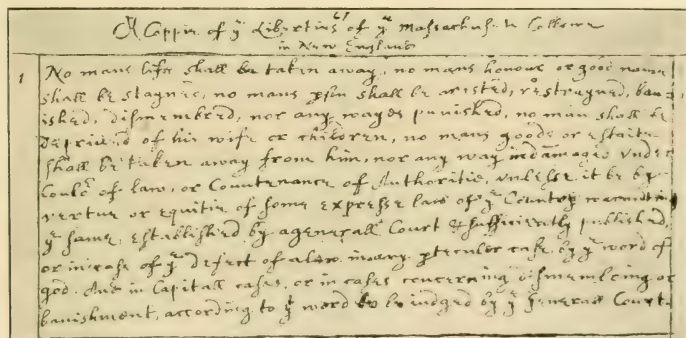 A Coppie of yᵉ Liberties of yᵉ Massachusets Collonie
in New England
1 No mans life shall be taken away, no mans honour or good name
shall be stayned, no mans pson shall be arested, restrayned, ban=
ished, dismembred, nor any wayes punished, no man shall be
deprived of his wife or children, no mans goods or estaite
shall be taken away from him, nor any way indamaged under
Coulᵉ of law, or Countenance of Authoritie, unlesse it be by
vertue or equitie of some expresse law of yᵉ Country waranting
yᵉ same, established by a generall Court & sufficiently published,
or in case of yᵉ defect of a law in any pteculer case, by yᵉ word of
god. And in Capitall cases, or in cases concerning dismembring or
banishment, according to yᵗ word to be iudged by yᵉ Generall Court.